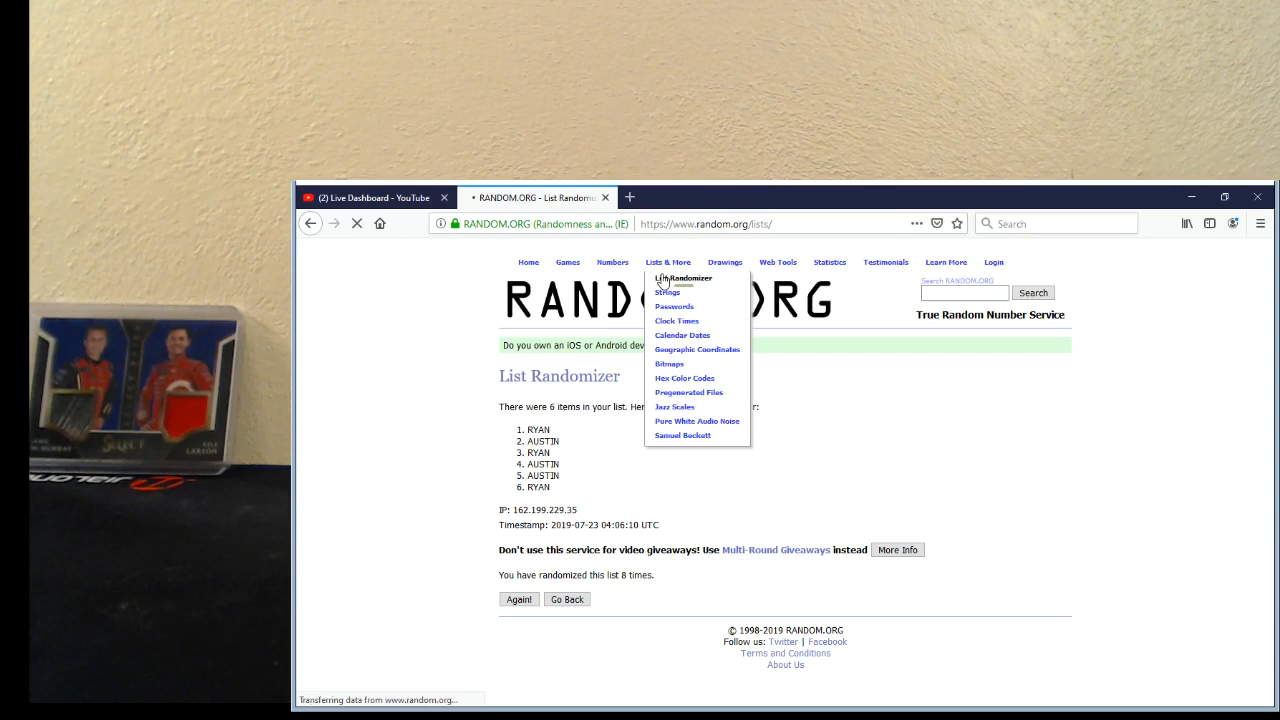 (2) Live Dashboard - YouTube
RANDOM.ORG - List Randomi
RANDOM.ORG (Randomness an... (IE)
https://www.random.org/lists/
Search
Home Games Numbers Lists & More Drawings Web Tools Statistics Testimonials Learn More Login
List Randomizer
Strings
Passwords
Clock Times
Calendar Dates
Geographic Coordinates
Bitmaps
Hex Color Codes
Pregenerated Files
Jazz Scales
Pure White Audio Noise
Samuel Beckett
Search RANDOM.ORG
Search
True Random Number Service
Do you own an iOS or Android dev
List Randomizer
There were 6 items in your list. Her
r:
1. RYAN
2. AUSTIN
3. RYAN
4. AUSTIN
5. AUSTIN
6. RYAN
IP: 162.199.229.35
Timestamp: 2019-07-23 04:06:10 UTC
Don't use this service for video giveaways! Use Multi-Round Giveaways instead More Info
You have randomized this list 8 times.
Again! Go Back
© 1998-2019 RANDOM.ORG
Follow us: Twitter | Facebook
Terms and Conditions
About Us
Transferring data from www.random.org...
SELECT
KYLE
LARSON